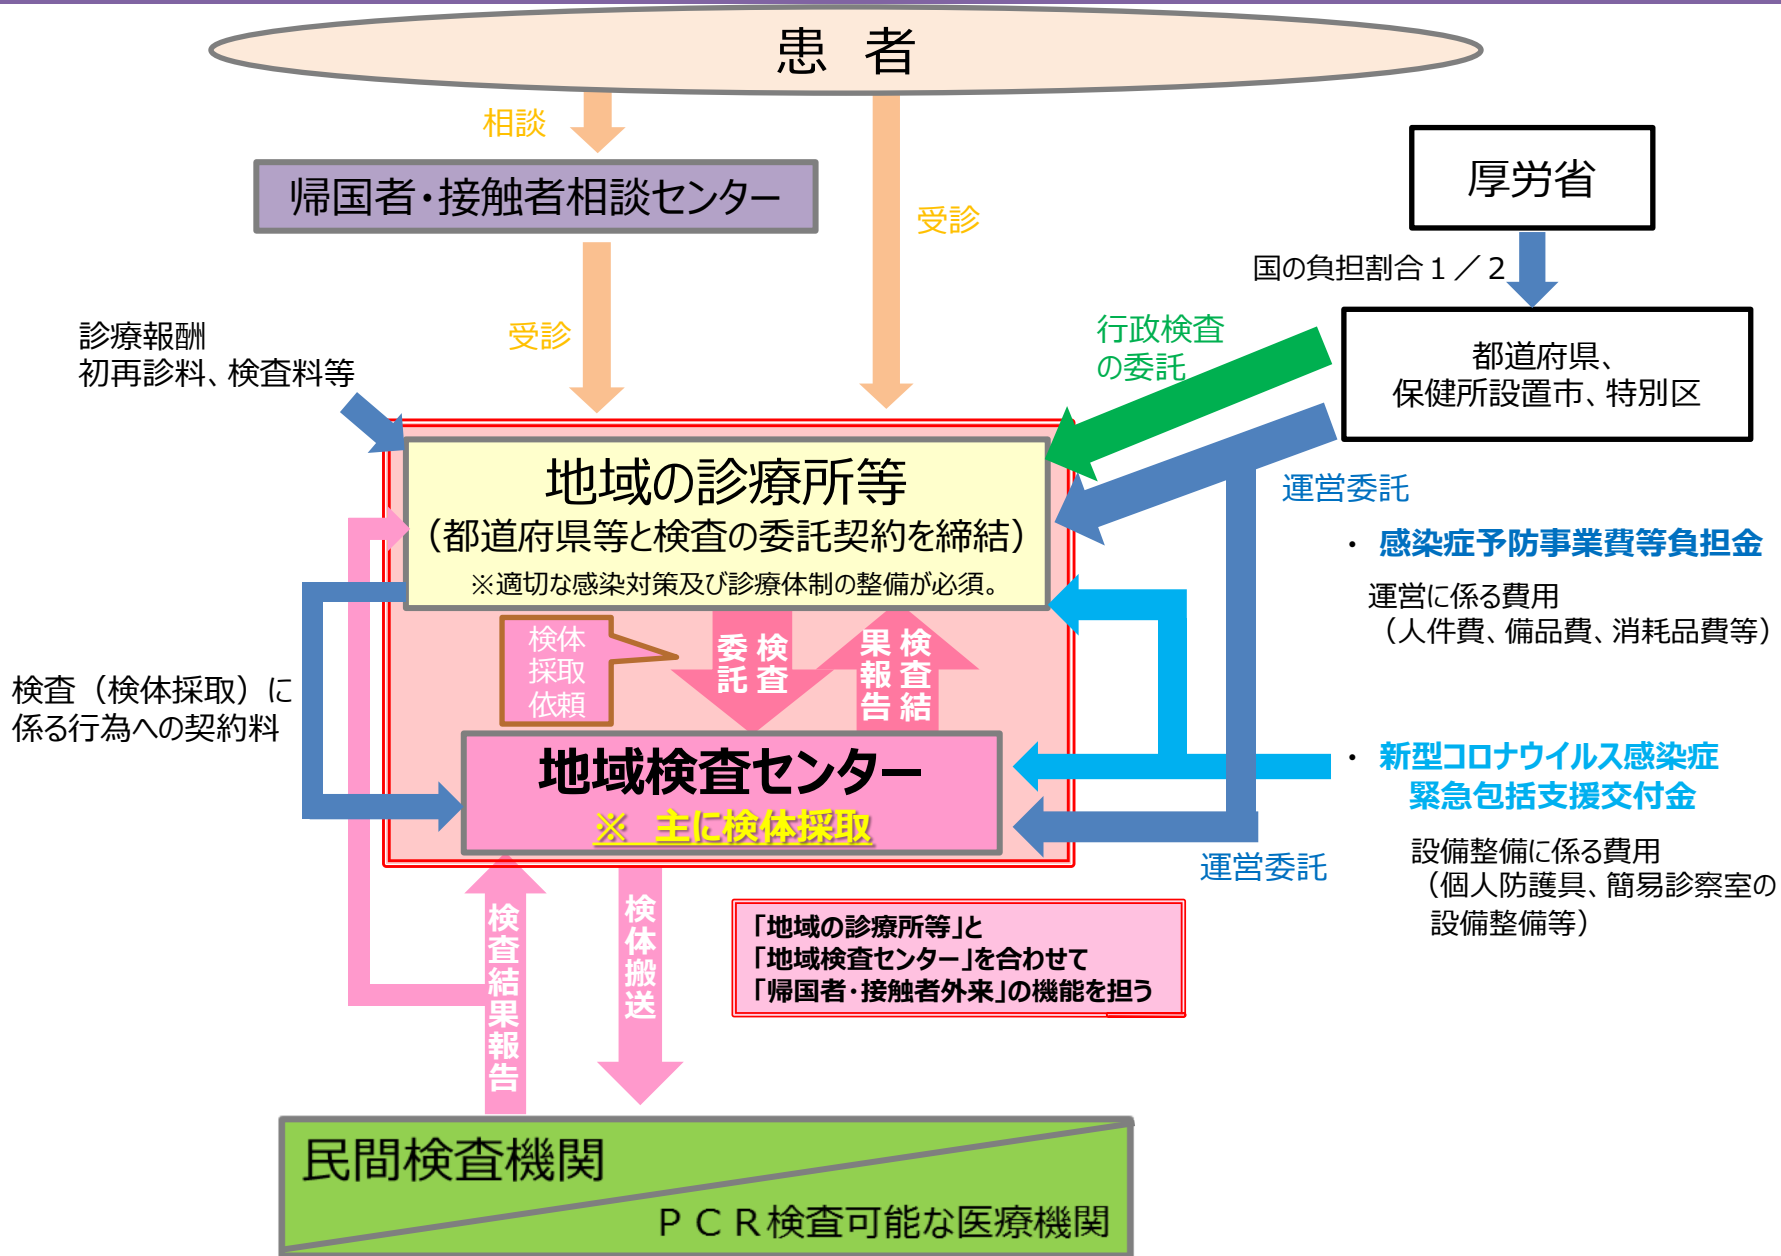 患 者
相談
帰国者・接触者相談センター
受診
受診
厚労省
国の負担割合１／２
都道府県、
保健所設置市、特別区
行政検査
の委託
診療報酬
初再診料、検査料等
地域の診療所等
（都道府県等と検査の委託契約を締結）
※適切な感染対策及び診療体制の整備が必須。
運営委託
・ 感染症予防事業費等負担金
運営に係る費用
（人件費、備品費、消耗品費等）
検体
採取
依頼
検査
委託
検査結
果報告
検査（検体採取）に
係る行為への契約料
地域検査センター
※ 主に検体採取
・ 新型コロナウイルス感染症
緊急包括支援交付金
設備整備に係る費用
（個人防護具、簡易診察室の
設備整備等）
運営委託
検査結果報告
検体搬送
「地域の診療所等」と
「地域検査センター」を合わせて
「帰国者・接触者外来」の機能を担う
民間検査機関
ＰＣＲ検査可能な医療機関